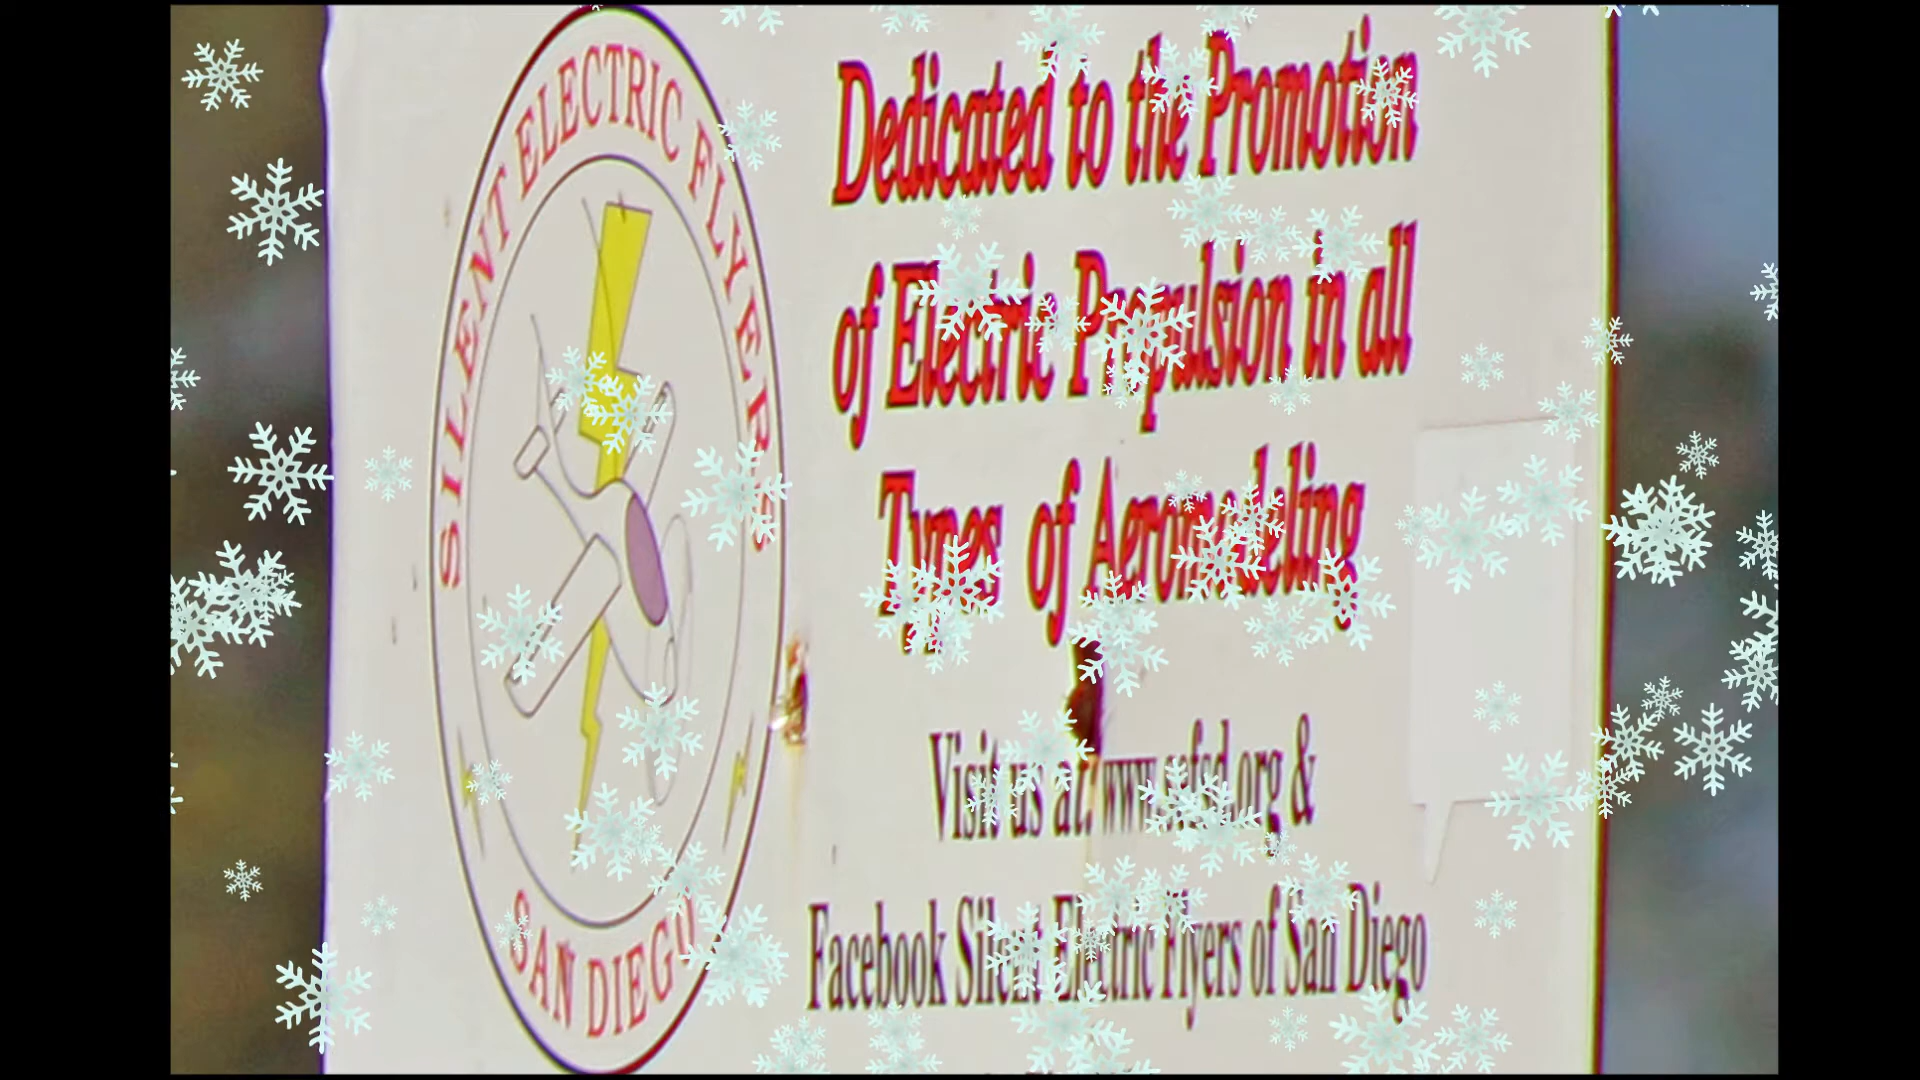 SILENT ELECTRIC FLYERS
SAN DIEGO
Dedicated to the Promotion
of Electric Propulsion in all
Types of Aeromodeling
Visit us at: www.sefsd.org &
Facebook Silent Electric Flyers of San Diego